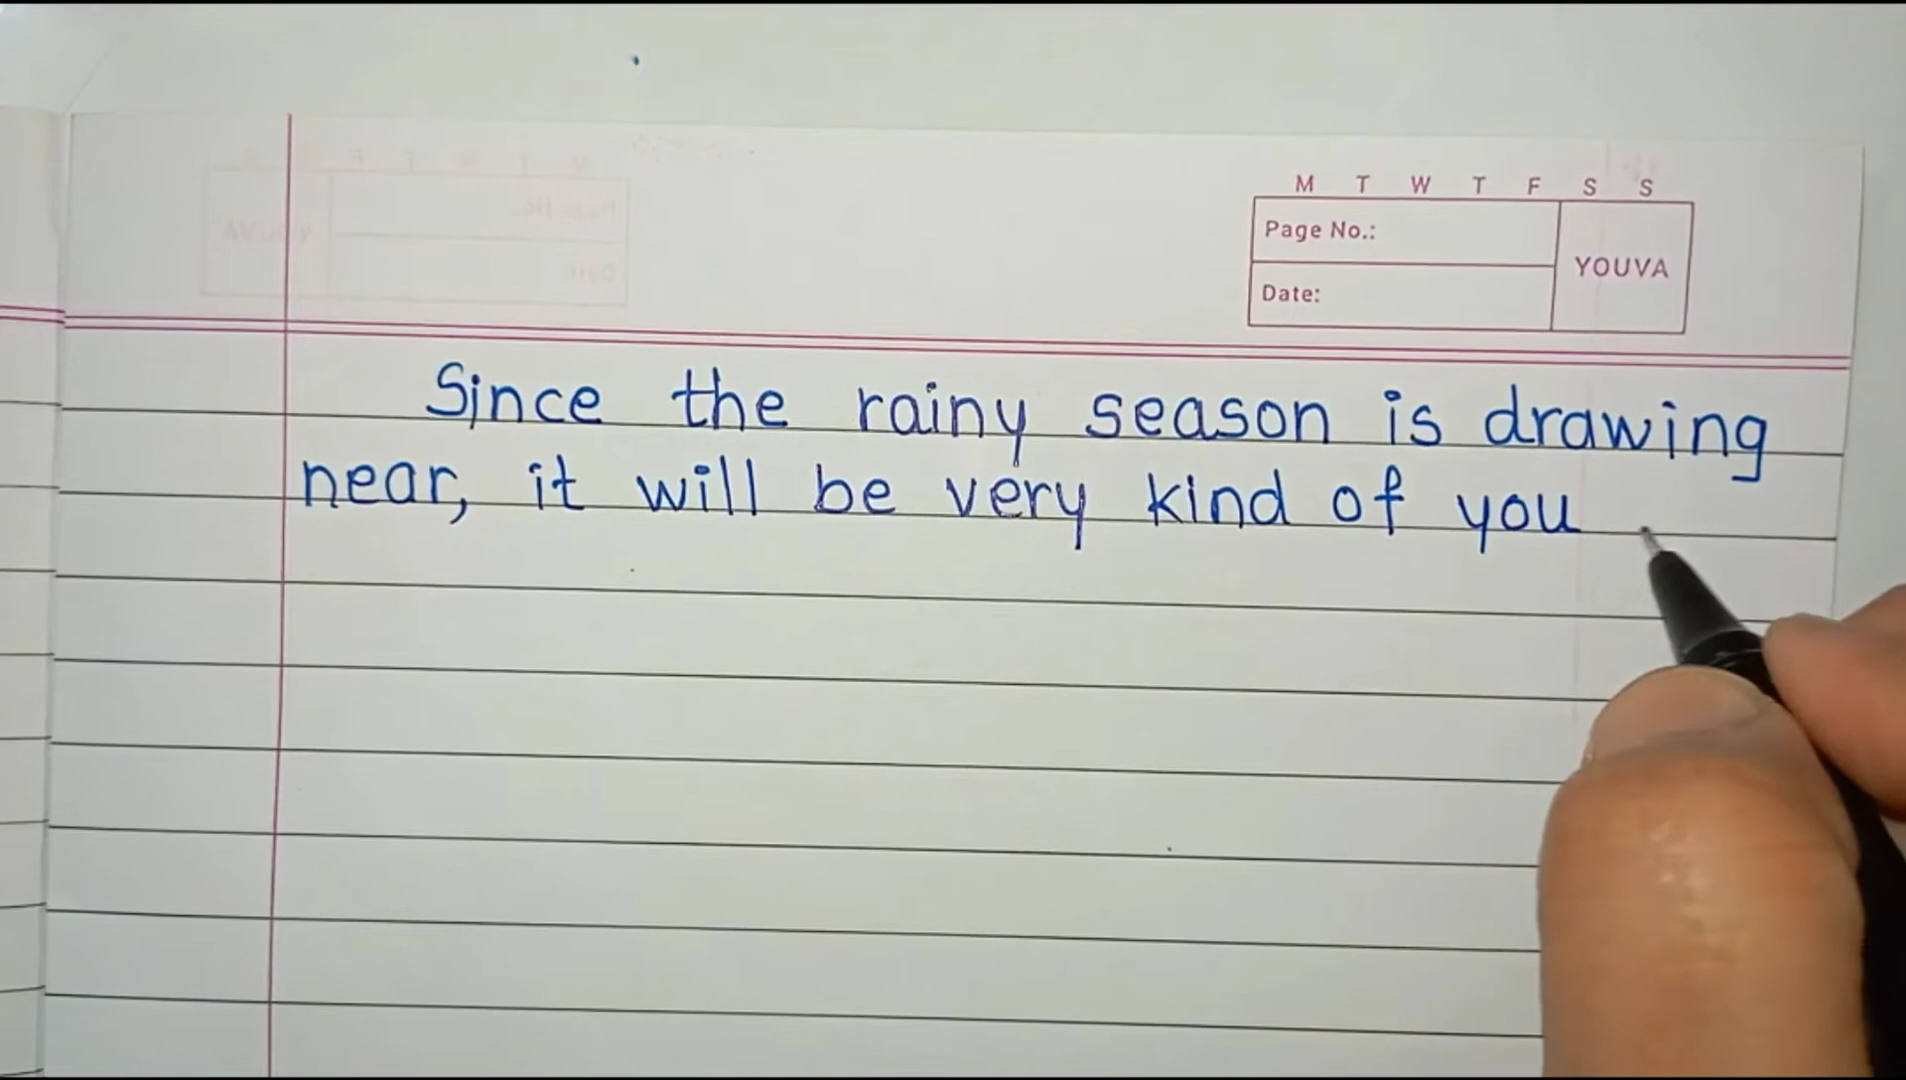 M T W T F S S
Page No.:
YOUVA
Date:
Since the rainy season is drawing
near, it will be very kind of you